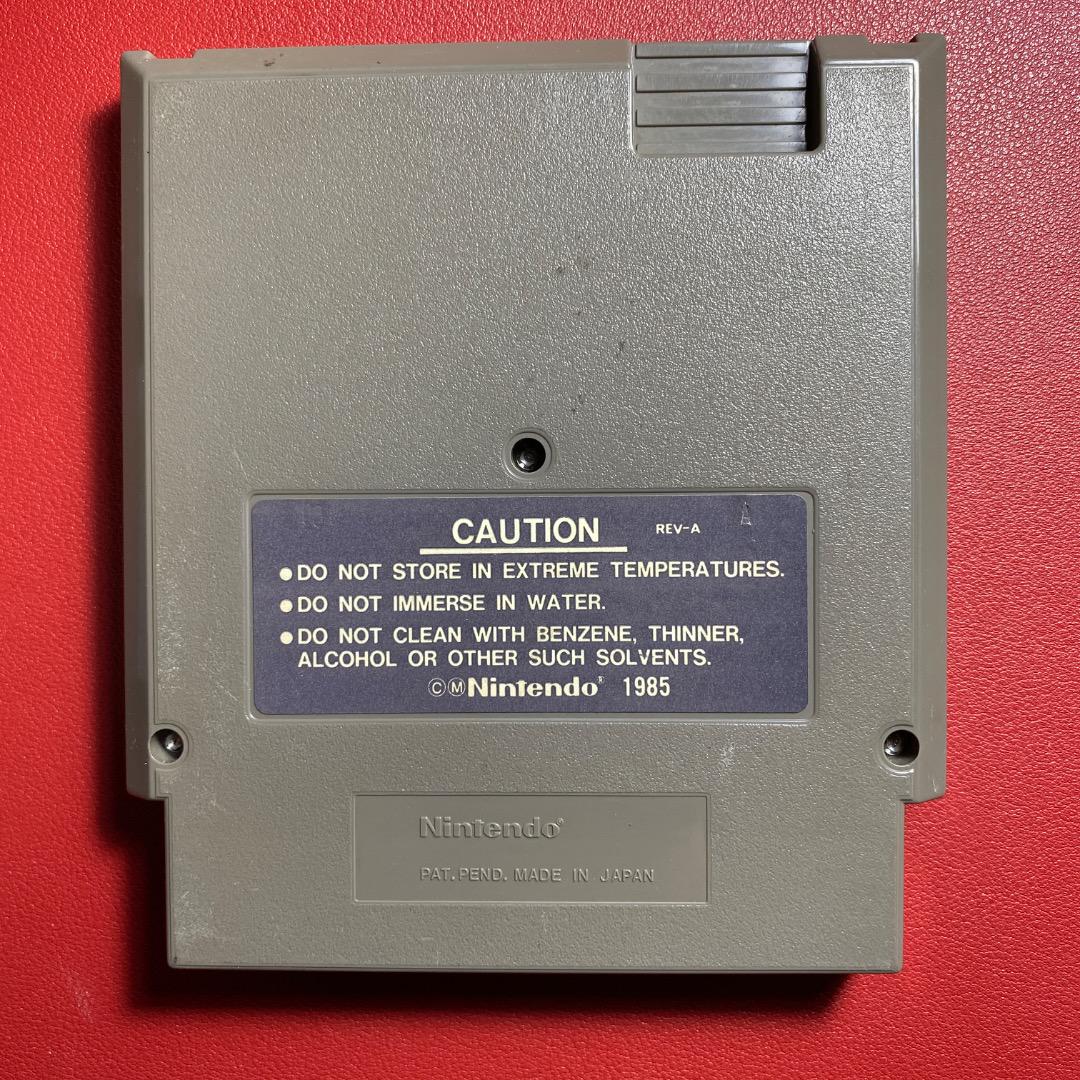 CAUTION REV-A
●DO NOT STORE IN EXTREME TEMPERATURES.
●DO NOT IMMERSE IN WATER.
●DO NOT CLEAN WITH BENZENE, THINNER,
ALCOHOL OR OTHER SUCH SOLVENTS.
ⒸⓂNintendo® 1985
Nintendo®
PAT. PEND. MADE IN JAPAN